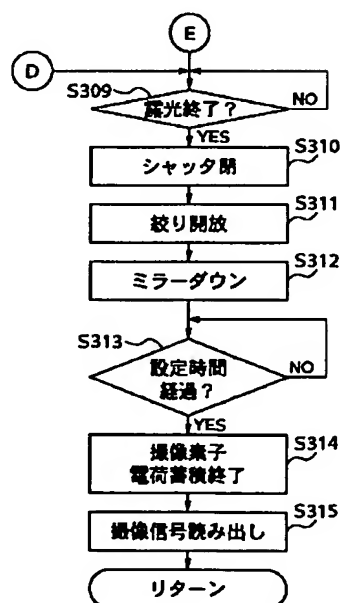 E
D
S309
露光終了？
NO
YES
S310
シャッタ閉
S311
絞り開放
S312
ミラーダウン
S313
設定時間
経過？
NO
YES
S314
撮像素子
電荷蓄積終了
S315
撮像信号読み出し
リターン